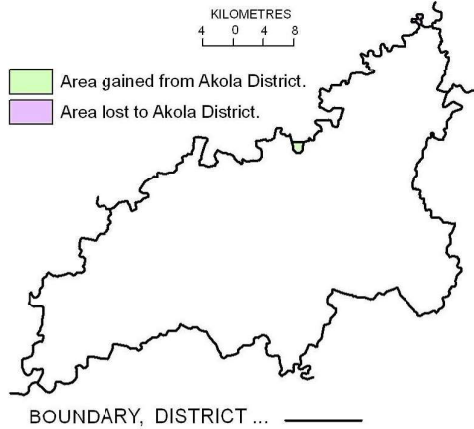 KILOMETRES
4 0 4 8
Area gained from Akola District.
Area lost to Akola District.
BOUNDARY, DISTRICT ...